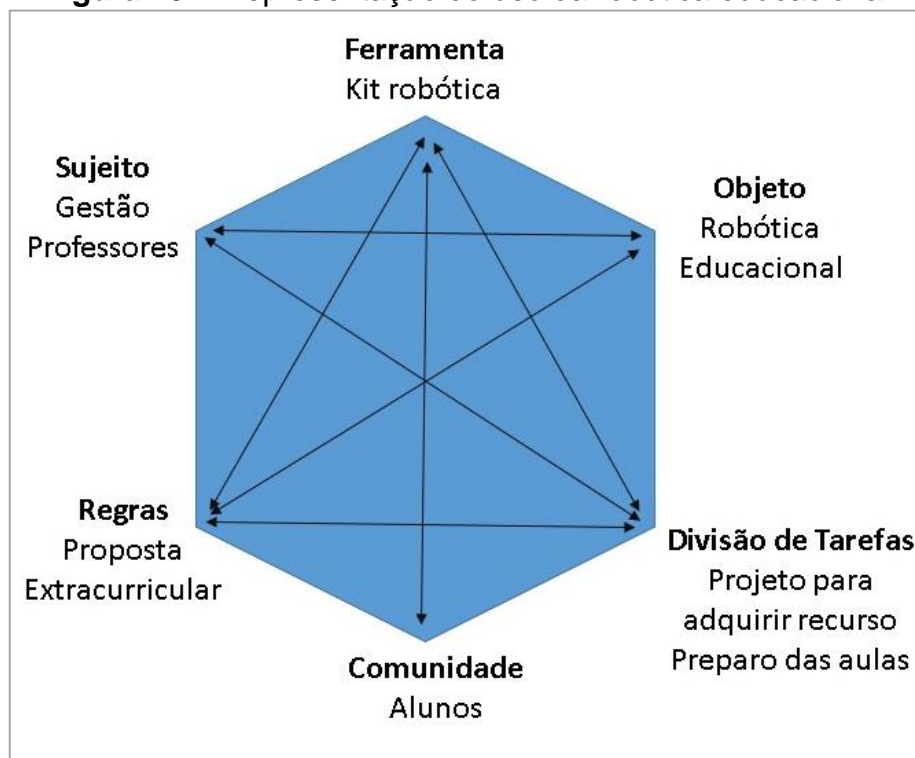 Ferramenta
Kit robótica
Sujeito
Gestão
Professores
Objeto
Robótica
Educacional
Regras
Proposta
Extracurricular
Divisão de Tarefas
Projeto para
adquirir recurso
Preparo das aulas
Comunidade
Alunos